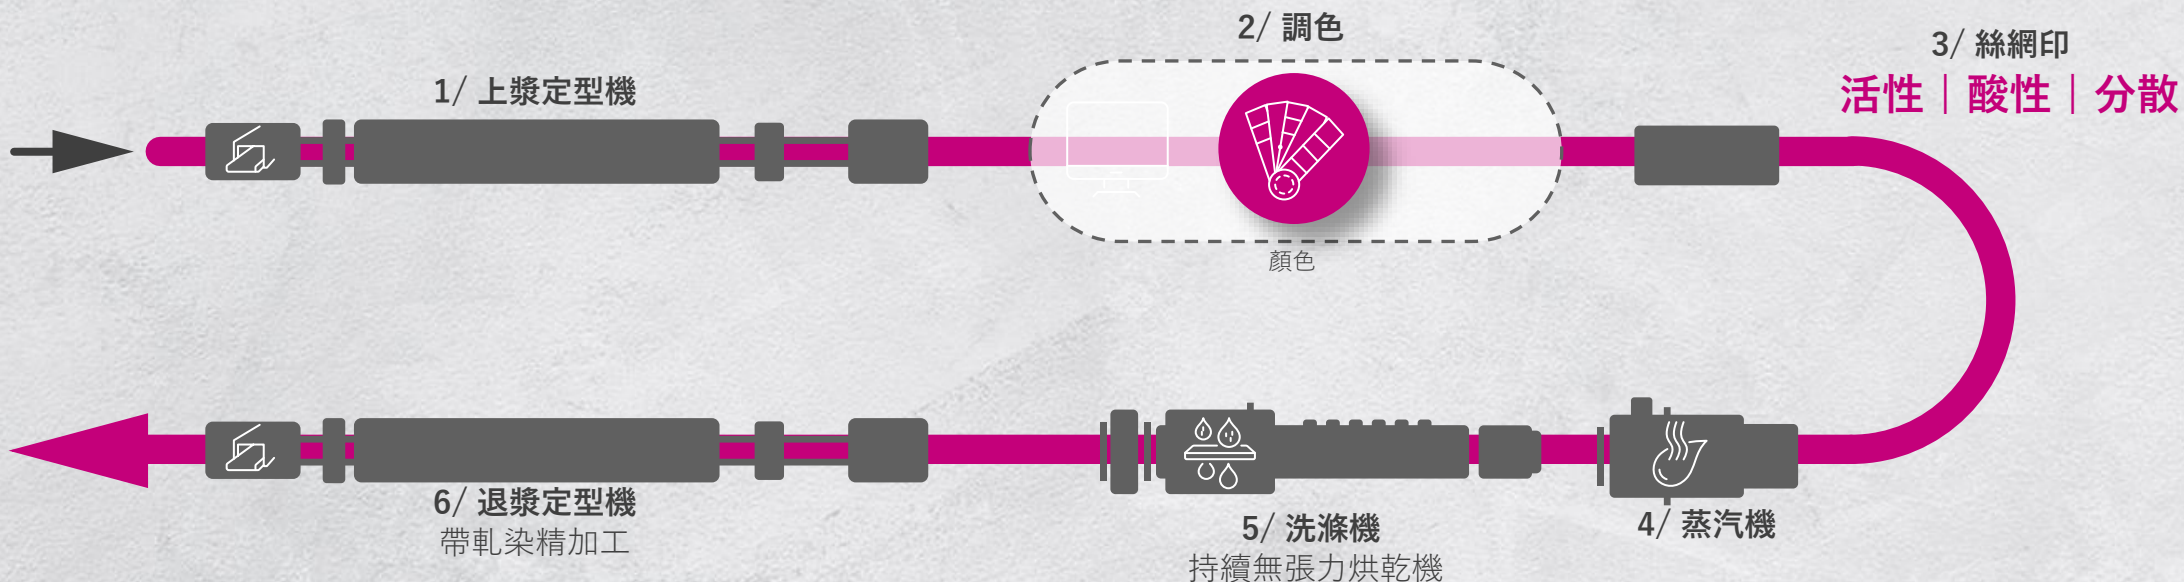 1/ 上漿定型機
2/ 調色
顏色
3/ 絲網印
活性｜酸性｜分散
4/ 蒸汽機
5/ 洗滌機
持續無張力烘乾機
6/ 退漿定型機
帶軋染精加工